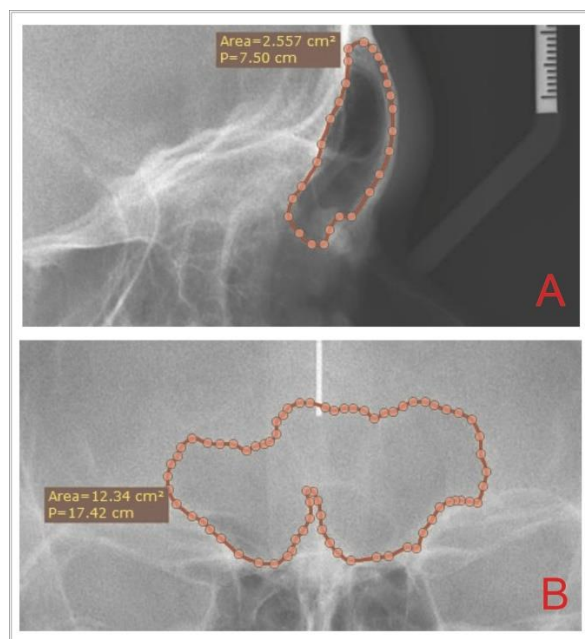 Area=2.557 cm²
P=7.50 cm
A
Area=12.34 cm²
P=17.42 cm
B